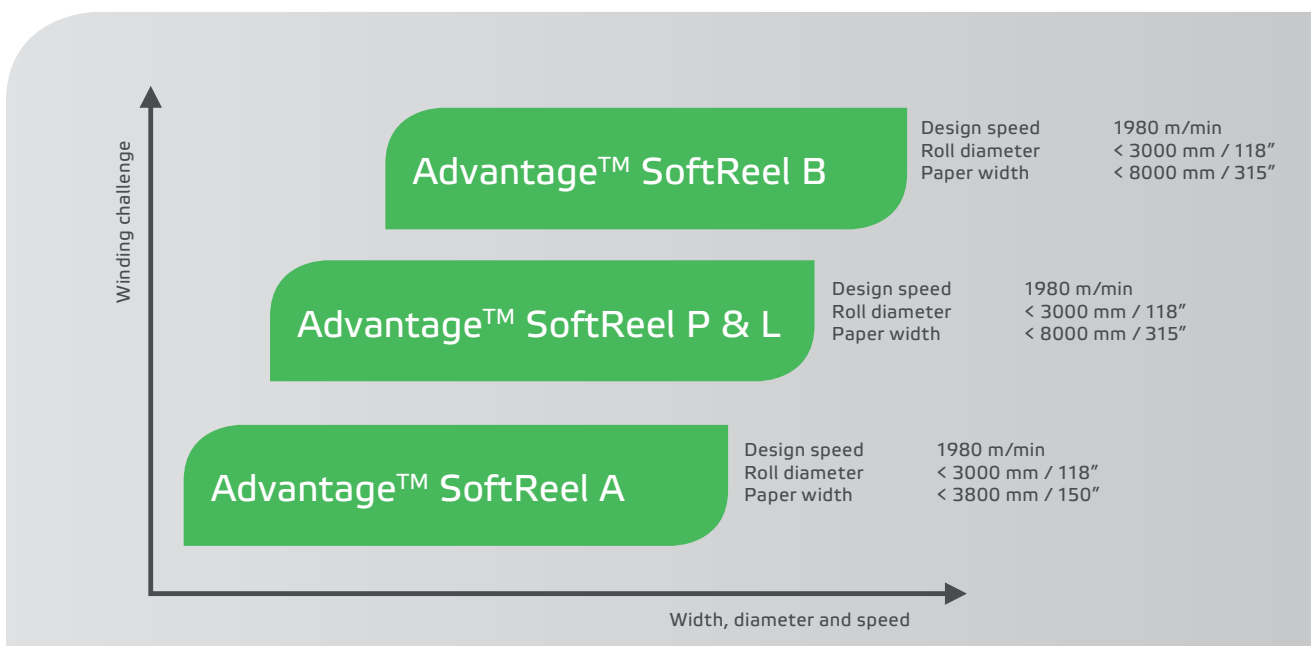 Winding challenge
Advantage™ SoftReel B
Design speed 1980 m/min
Roll diameter < 3000 mm / 118”
Paper width < 8000 mm / 315”
Advantage™ SoftReel P & L
Design speed 1980 m/min
Roll diameter < 3000 mm / 118”
Paper width < 8000 mm / 315”
Advantage™ SoftReel A
Design speed 1980 m/min
Roll diameter < 3000 mm / 118”
Paper width < 3800 mm / 150”
Width, diameter and speed